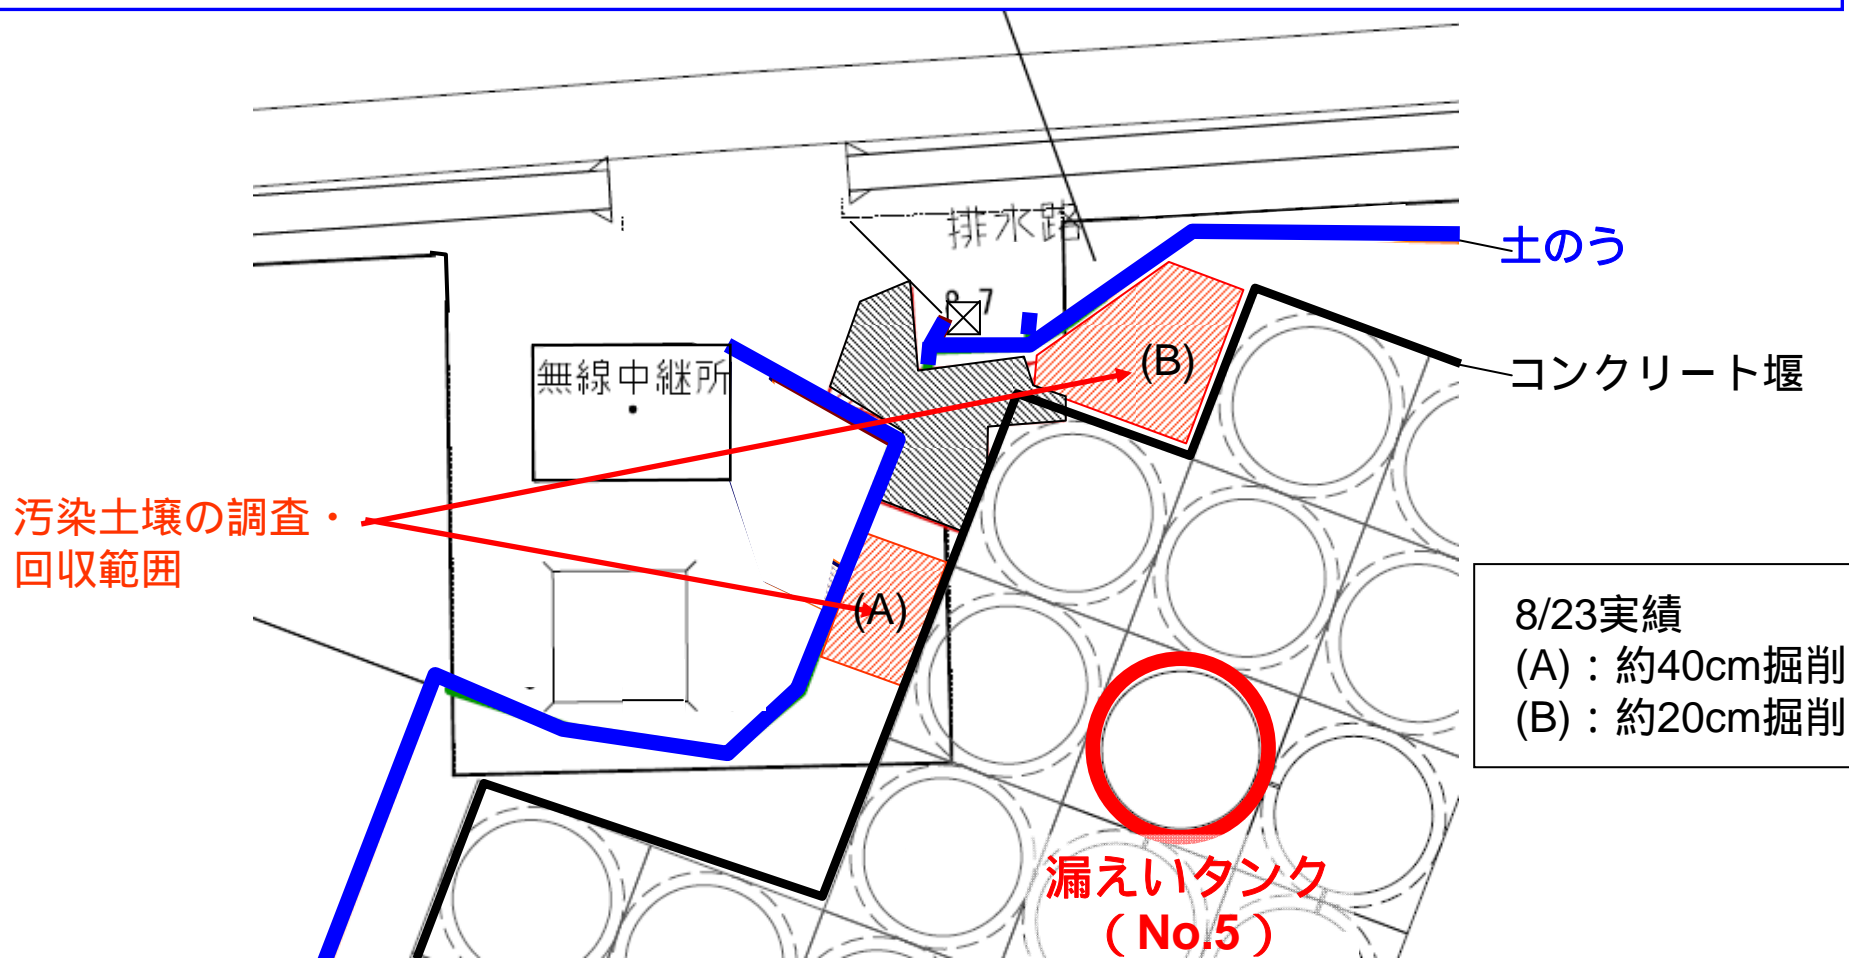 排水路
土のう
無線中継所
(B)
コンクリート堰
汚染土壌の調査・
回収範囲
(A)
8/23実績
(A)：約40cm掘削
(B)：約20cm掘削
漏えいタンク
（No.5）